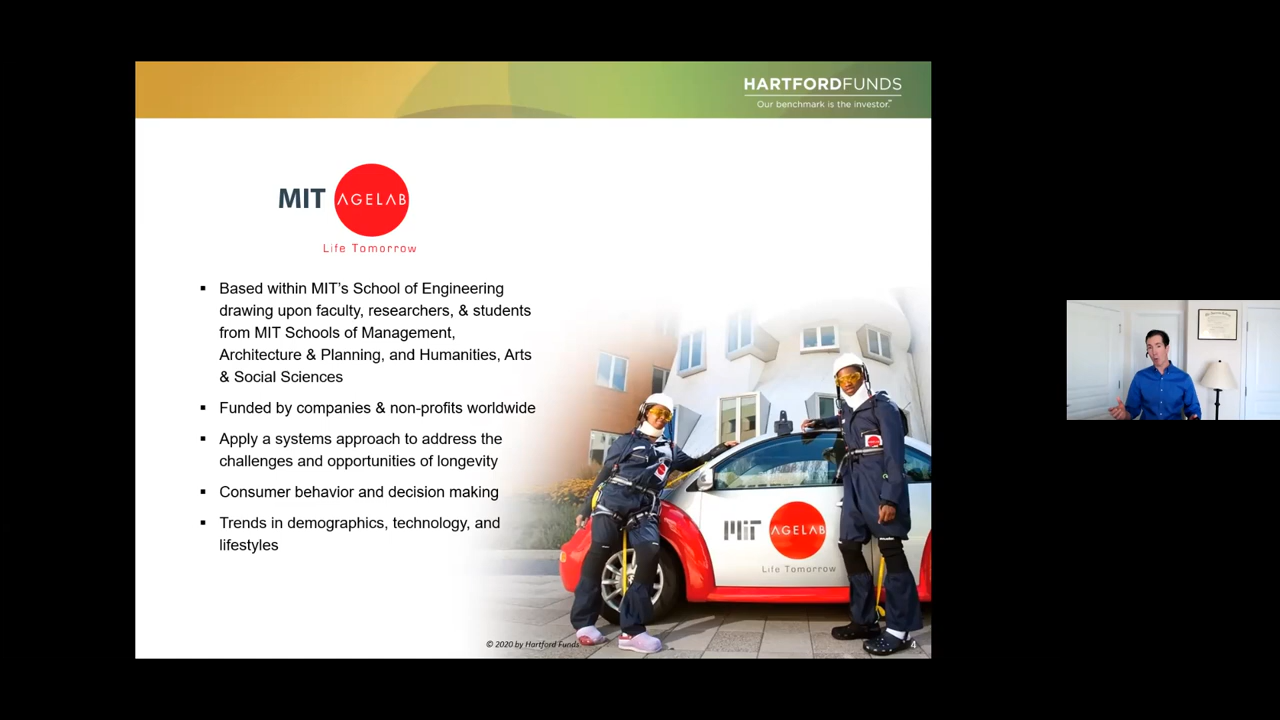 HARTFORDFUNDS
Our benchmark is the investor.℠
MIT AGELAB
Life Tomorrow
▪ Based within MIT's School of Engineering
drawing upon faculty, researchers, & students
from MIT Schools of Management,
Architecture & Planning, and Humanities, Arts
& Social Sciences
▪ Funded by companies & non-profits worldwide
▪ Apply a systems approach to address the
challenges and opportunities of longevity
▪ Consumer behavior and decision making
▪ Trends in demographics, technology, and
lifestyles
MIT AGELAB
Life Tomorrow
© 2020 by Hartford Funds
4